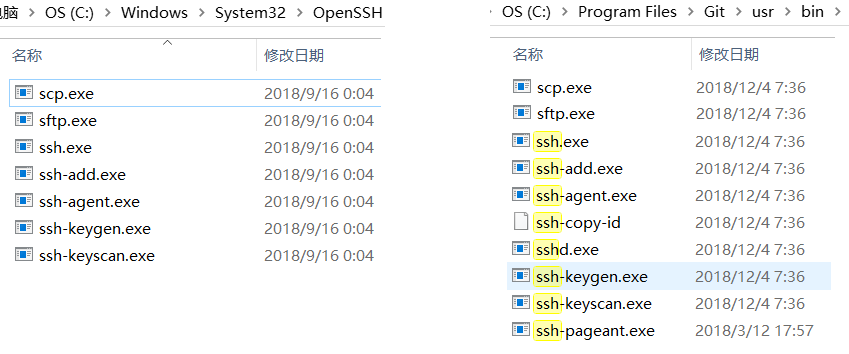 电脑 > OS (C:) > Windows > System32 > OpenSSH
名称 修改日期
scp.exe 2018/9/16 0:04
sftp.exe 2018/9/16 0:04
ssh.exe 2018/9/16 0:04
ssh-add.exe 2018/9/16 0:04
ssh-agent.exe 2018/9/16 0:04
ssh-keygen.exe 2018/9/16 0:04
ssh-keyscan.exe 2018/9/16 0:04
> OS (C:) > Program Files > Git > usr > bin >
名称 修改日期
scp.exe 2018/12/4 7:36
sftp.exe 2018/12/4 7:36
ssh.exe 2018/12/4 7:36
ssh-add.exe 2018/12/4 7:36
ssh-agent.exe 2018/12/4 7:36
ssh-copy-id 2018/12/4 7:36
sshd.exe 2018/12/4 7:36
ssh-keygen.exe 2018/12/4 7:36
ssh-keyscan.exe 2018/12/4 7:36
ssh-pageant.exe 2018/3/12 17:57